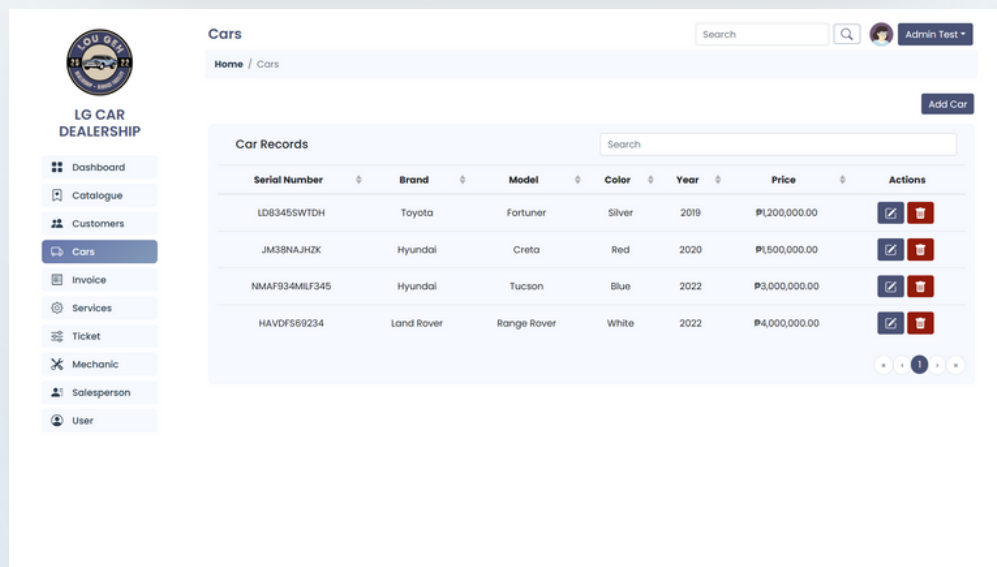 LOU GEH
20 22
LG CAR
DEALERSHIP
Dashboard
Catalogue
Customers
Cars
Invoice
Services
Ticket
Mechanic
Salesperson
User
Cars
Search
Admin Test
Home / Cars
Add Car
Car Records
Search
Serial Number Brand Model Color Year Price Actions
LD8345SWTDH Toyota Fortuner Silver 2019 ₱1,200,000.00
JM38NAJHZK Hyundai Creta Red 2020 ₱1,500,000.00
NMAF934MILF345 Hyundai Tucson Blue 2022 ₱3,000,000.00
HAVDFS69234 Land Rover Range Rover White 2022 ₱4,000,000.00
« ‹ 1 › »